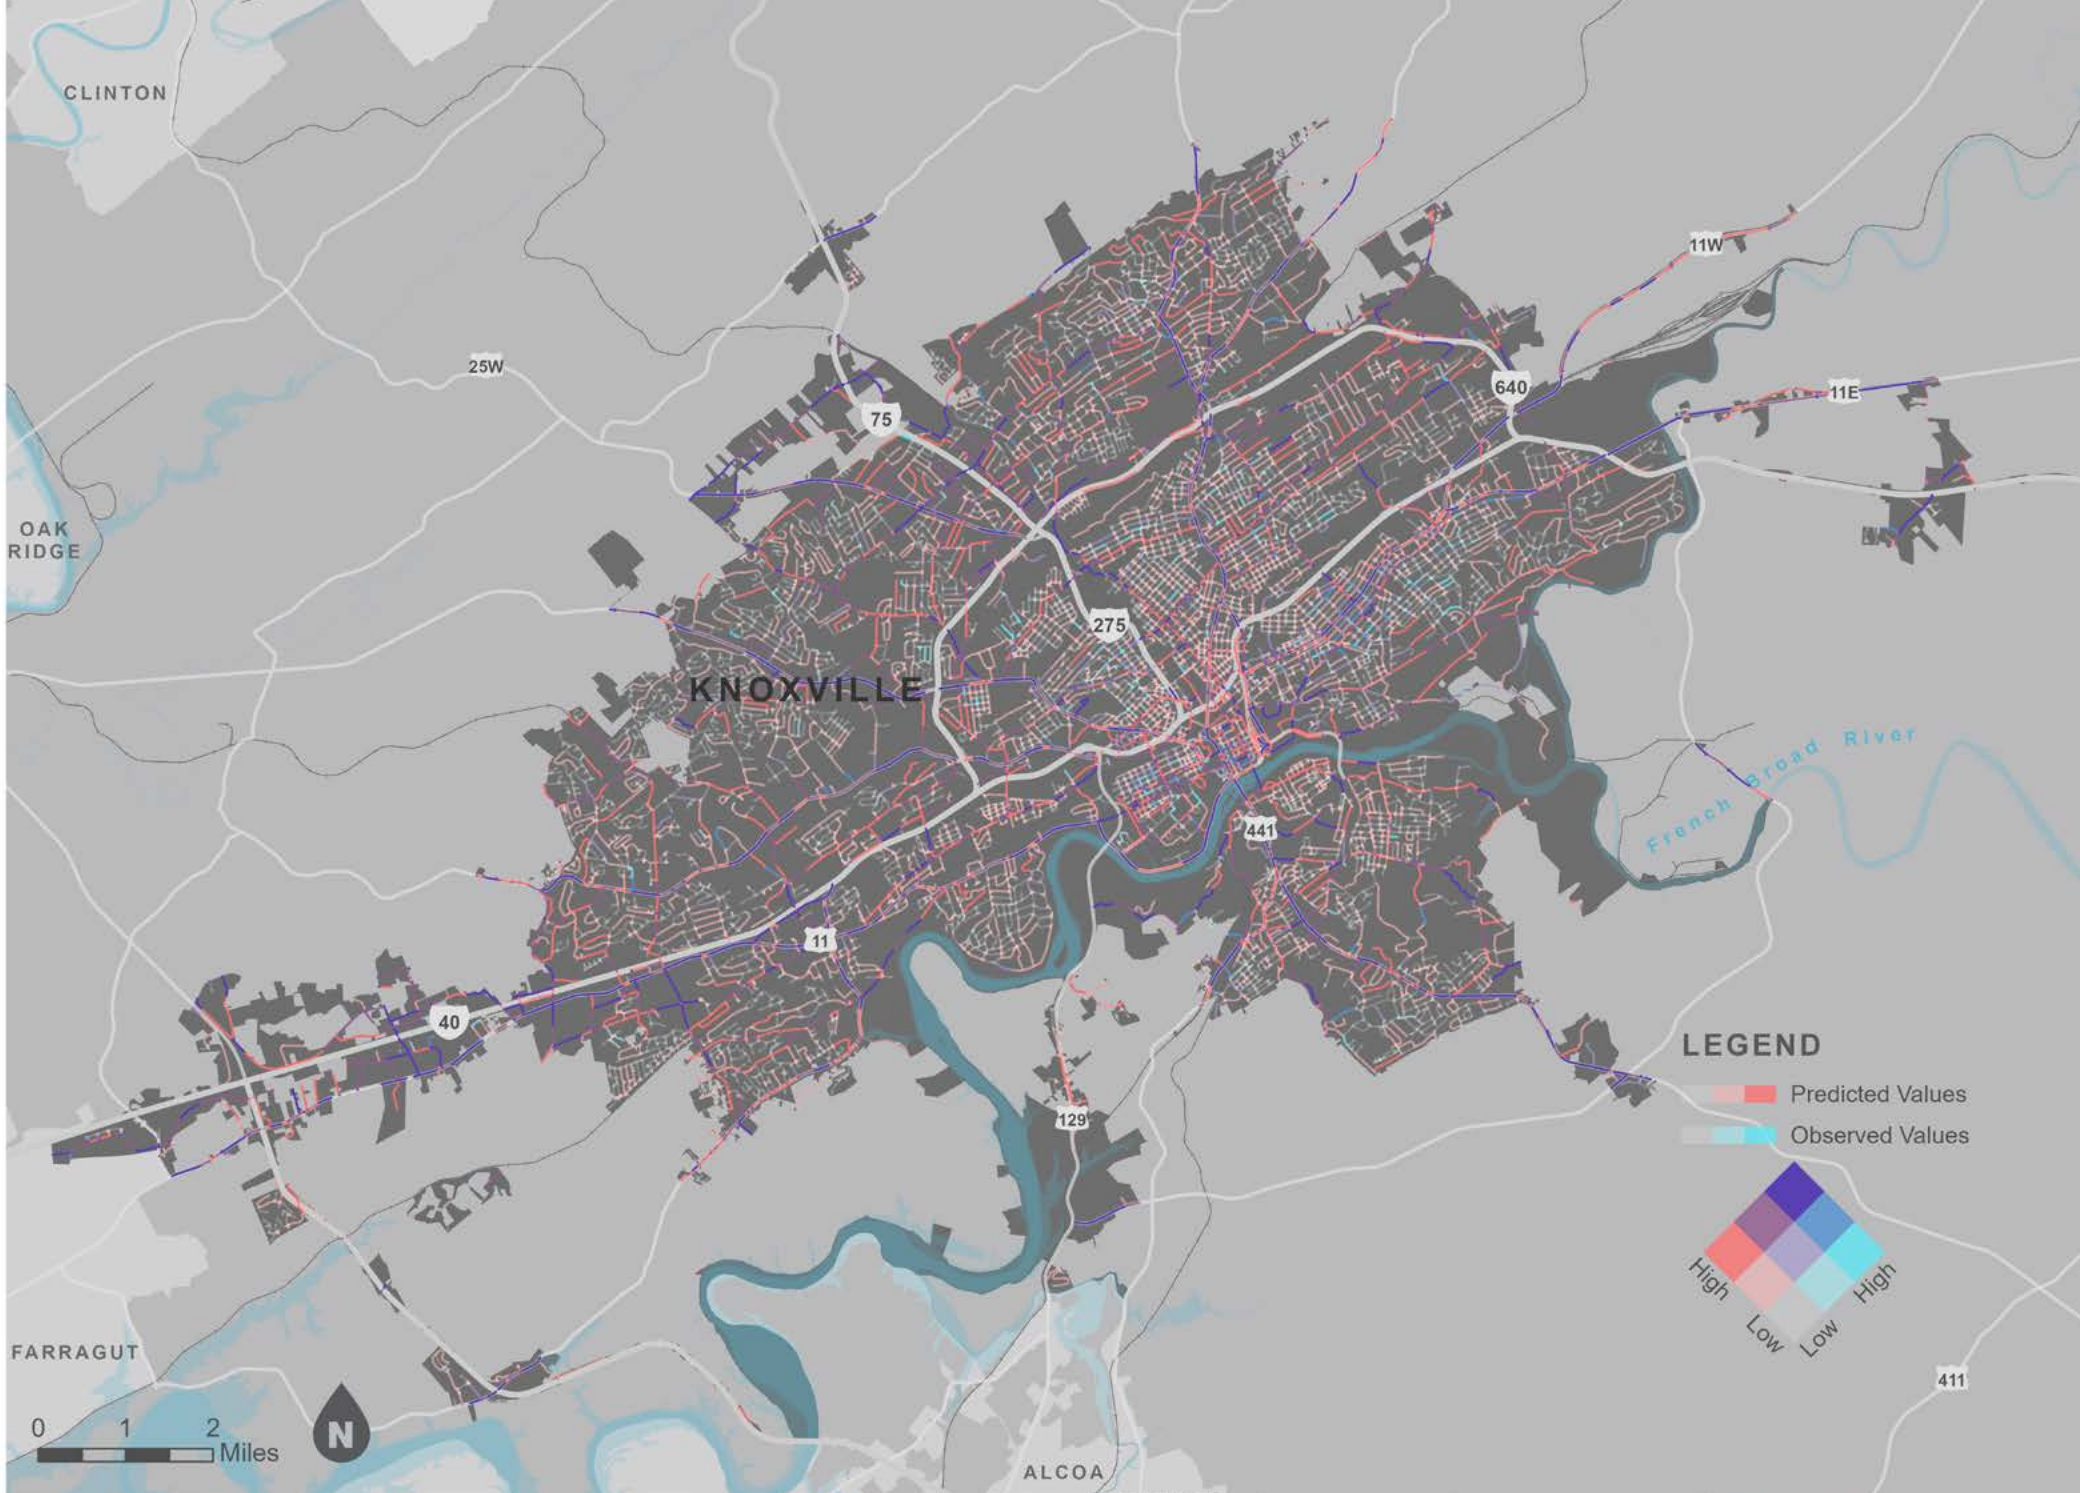 CLINTON
11W
25W
640
11E
75
OAK
RIDGE
275
KNOXVILLE
French Broad River
441
11
40
LEGEND
Predicted Values
129
Observed Values
High
High
Low
Low
FARRAGUT
411
0 1 2
Miles
N
ALCOA